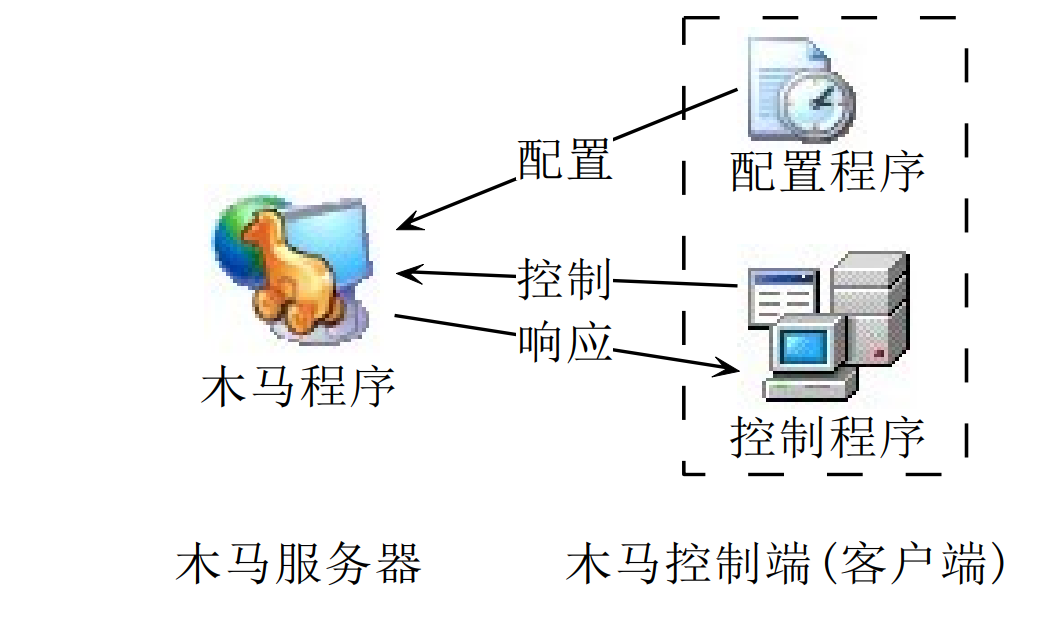 配置
配置程序
控制
响应
木马程序
控制程序
木马服务器
木马控制端(客户端)